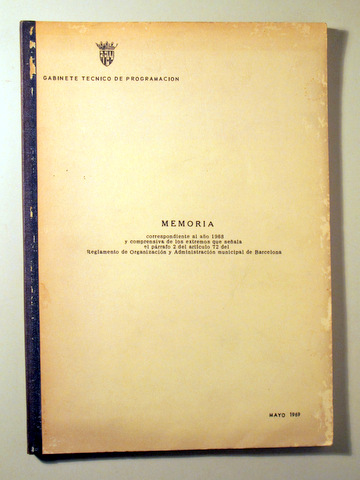 GABINETE TECNICO DE PROGRAMACION
MEMORIA
correspondiente al año 1968
y comprensiva de los extremos que señala
el párrafo 2 del artículo 72 del
Reglamento de Organización y Administración municipal de Barcelona
MAYO 1969